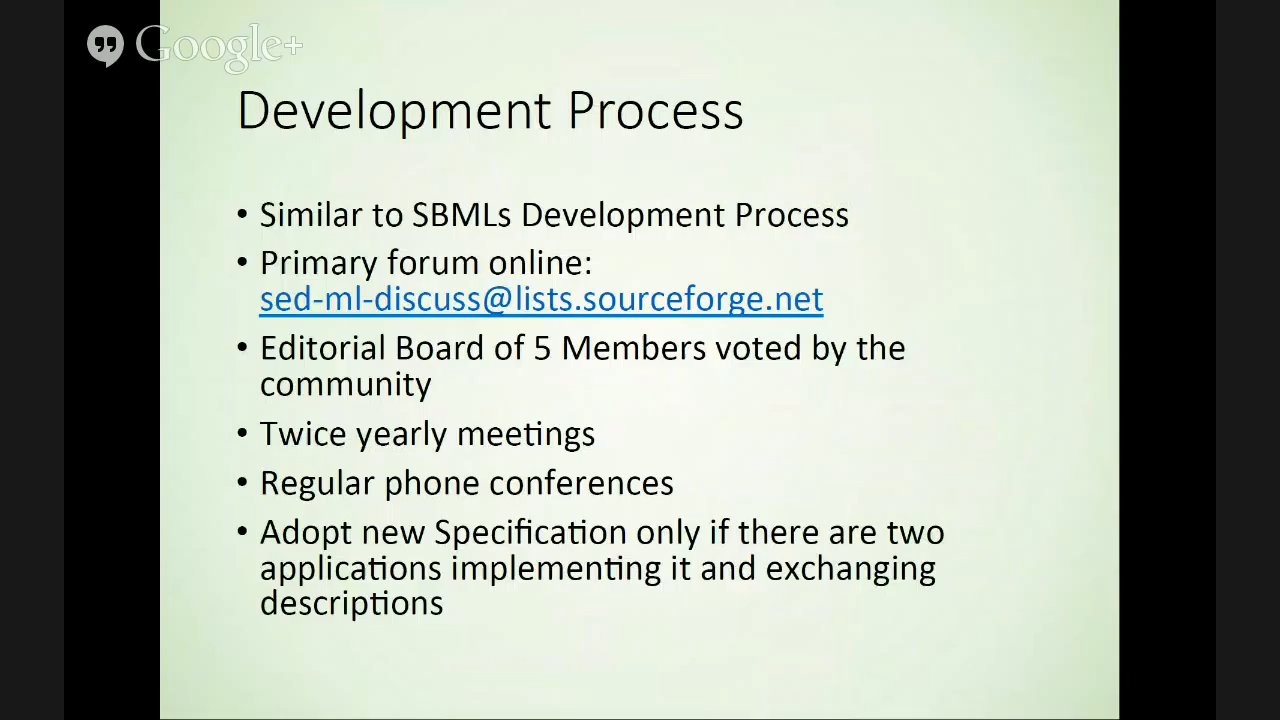 Google+
Development Process
• Similar to SBMLs Development Process
• Primary forum online:
sed-ml-discuss@lists.sourceforge.net
• Editorial Board of 5 Members voted by the
community
• Twice yearly meetings
• Regular phone conferences
• Adopt new Specification only if there are two
applications implementing it and exchanging
descriptions